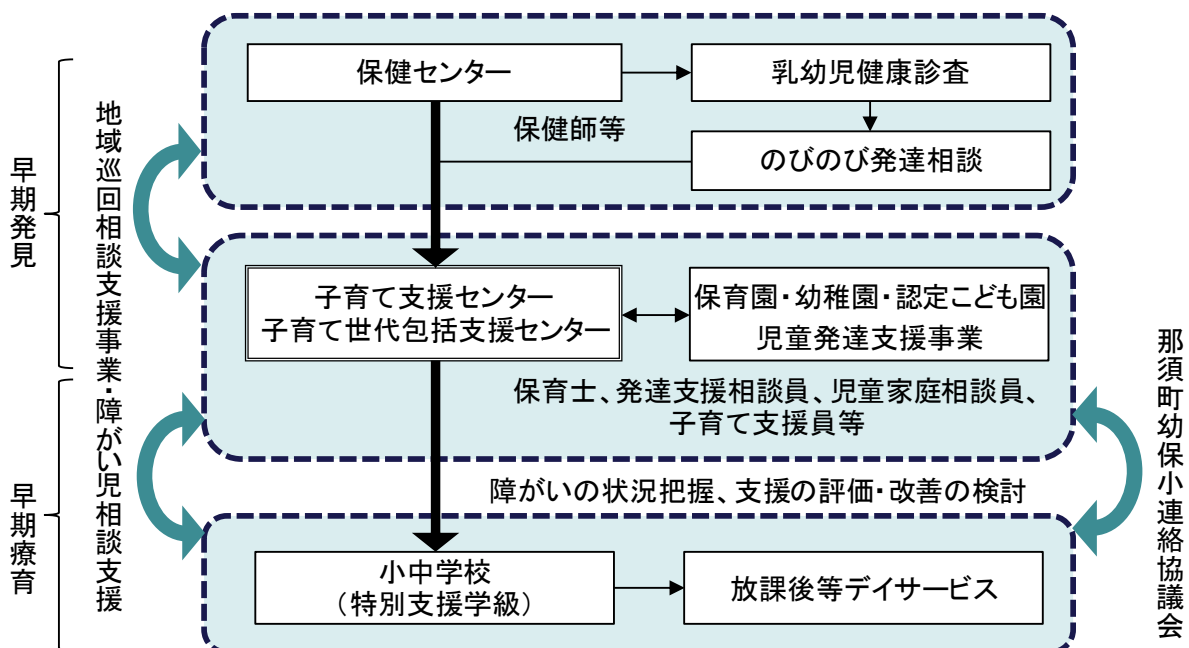 早期発見
早期療育
地域巡回相談支援事業・障がい児相談支援
保健センター
乳幼児健康診査
保健師等
のびのび発達相談
子育て支援センター
子育て世代包括支援センター
保育園・幼稚園・認定こども園
児童発達支援事業
保育士、発達支援相談員、児童家庭相談員、
子育て支援員等
障がいの状況把握、支援の評価・改善の検討
小中学校
（特別支援学級）
放課後等デイサービス
那須町幼保小連絡協議会